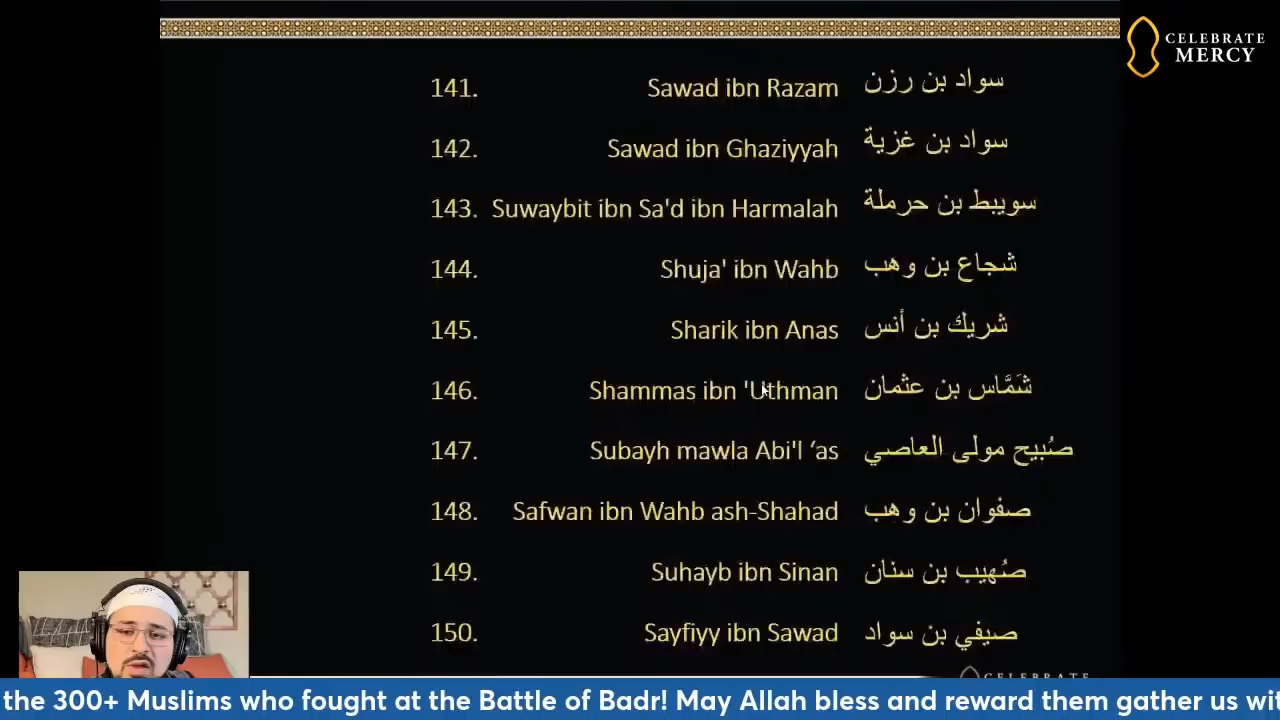 CELEBRATE
MERCY
141. Sawad ibn Razam سواد بن رزن
142. Sawad ibn Ghaziyyah سواد بن غزية
143. Suwaybit ibn Sa'd ibn Harmalah سويبط بن حرملة
144. Shuja' ibn Wahb شجاع بن وهب
145. Sharik ibn Anas شريك بن أنس
146. Shammas ibn 'Uthman شَمَّاس بن عثمان
147. Subayh mawla Abi'l ‘as صُبيح مولى العاصي
148. Safwan ibn Wahb ash-Shahad صفوان بن وهب
149. Suhayb ibn Sinan صُهيب بن سنان
150. Sayfiyy ibn Sawad صيفي بن سواد
CELEBRATE
the 300+ Muslims who fought at the Battle of Badr! May Allah bless and reward them gather us wi